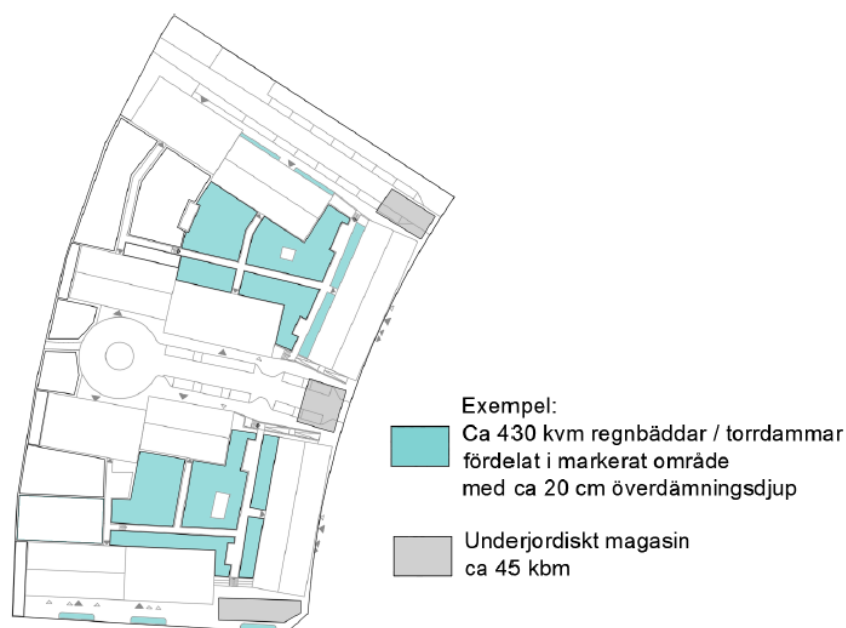 Exempel:
Ca 430 kvm regnbäddar / torrdammar
fördelat i markerat område
med ca 20 cm överdämningsdjup
Underjordiskt magasin
ca 45 kbm